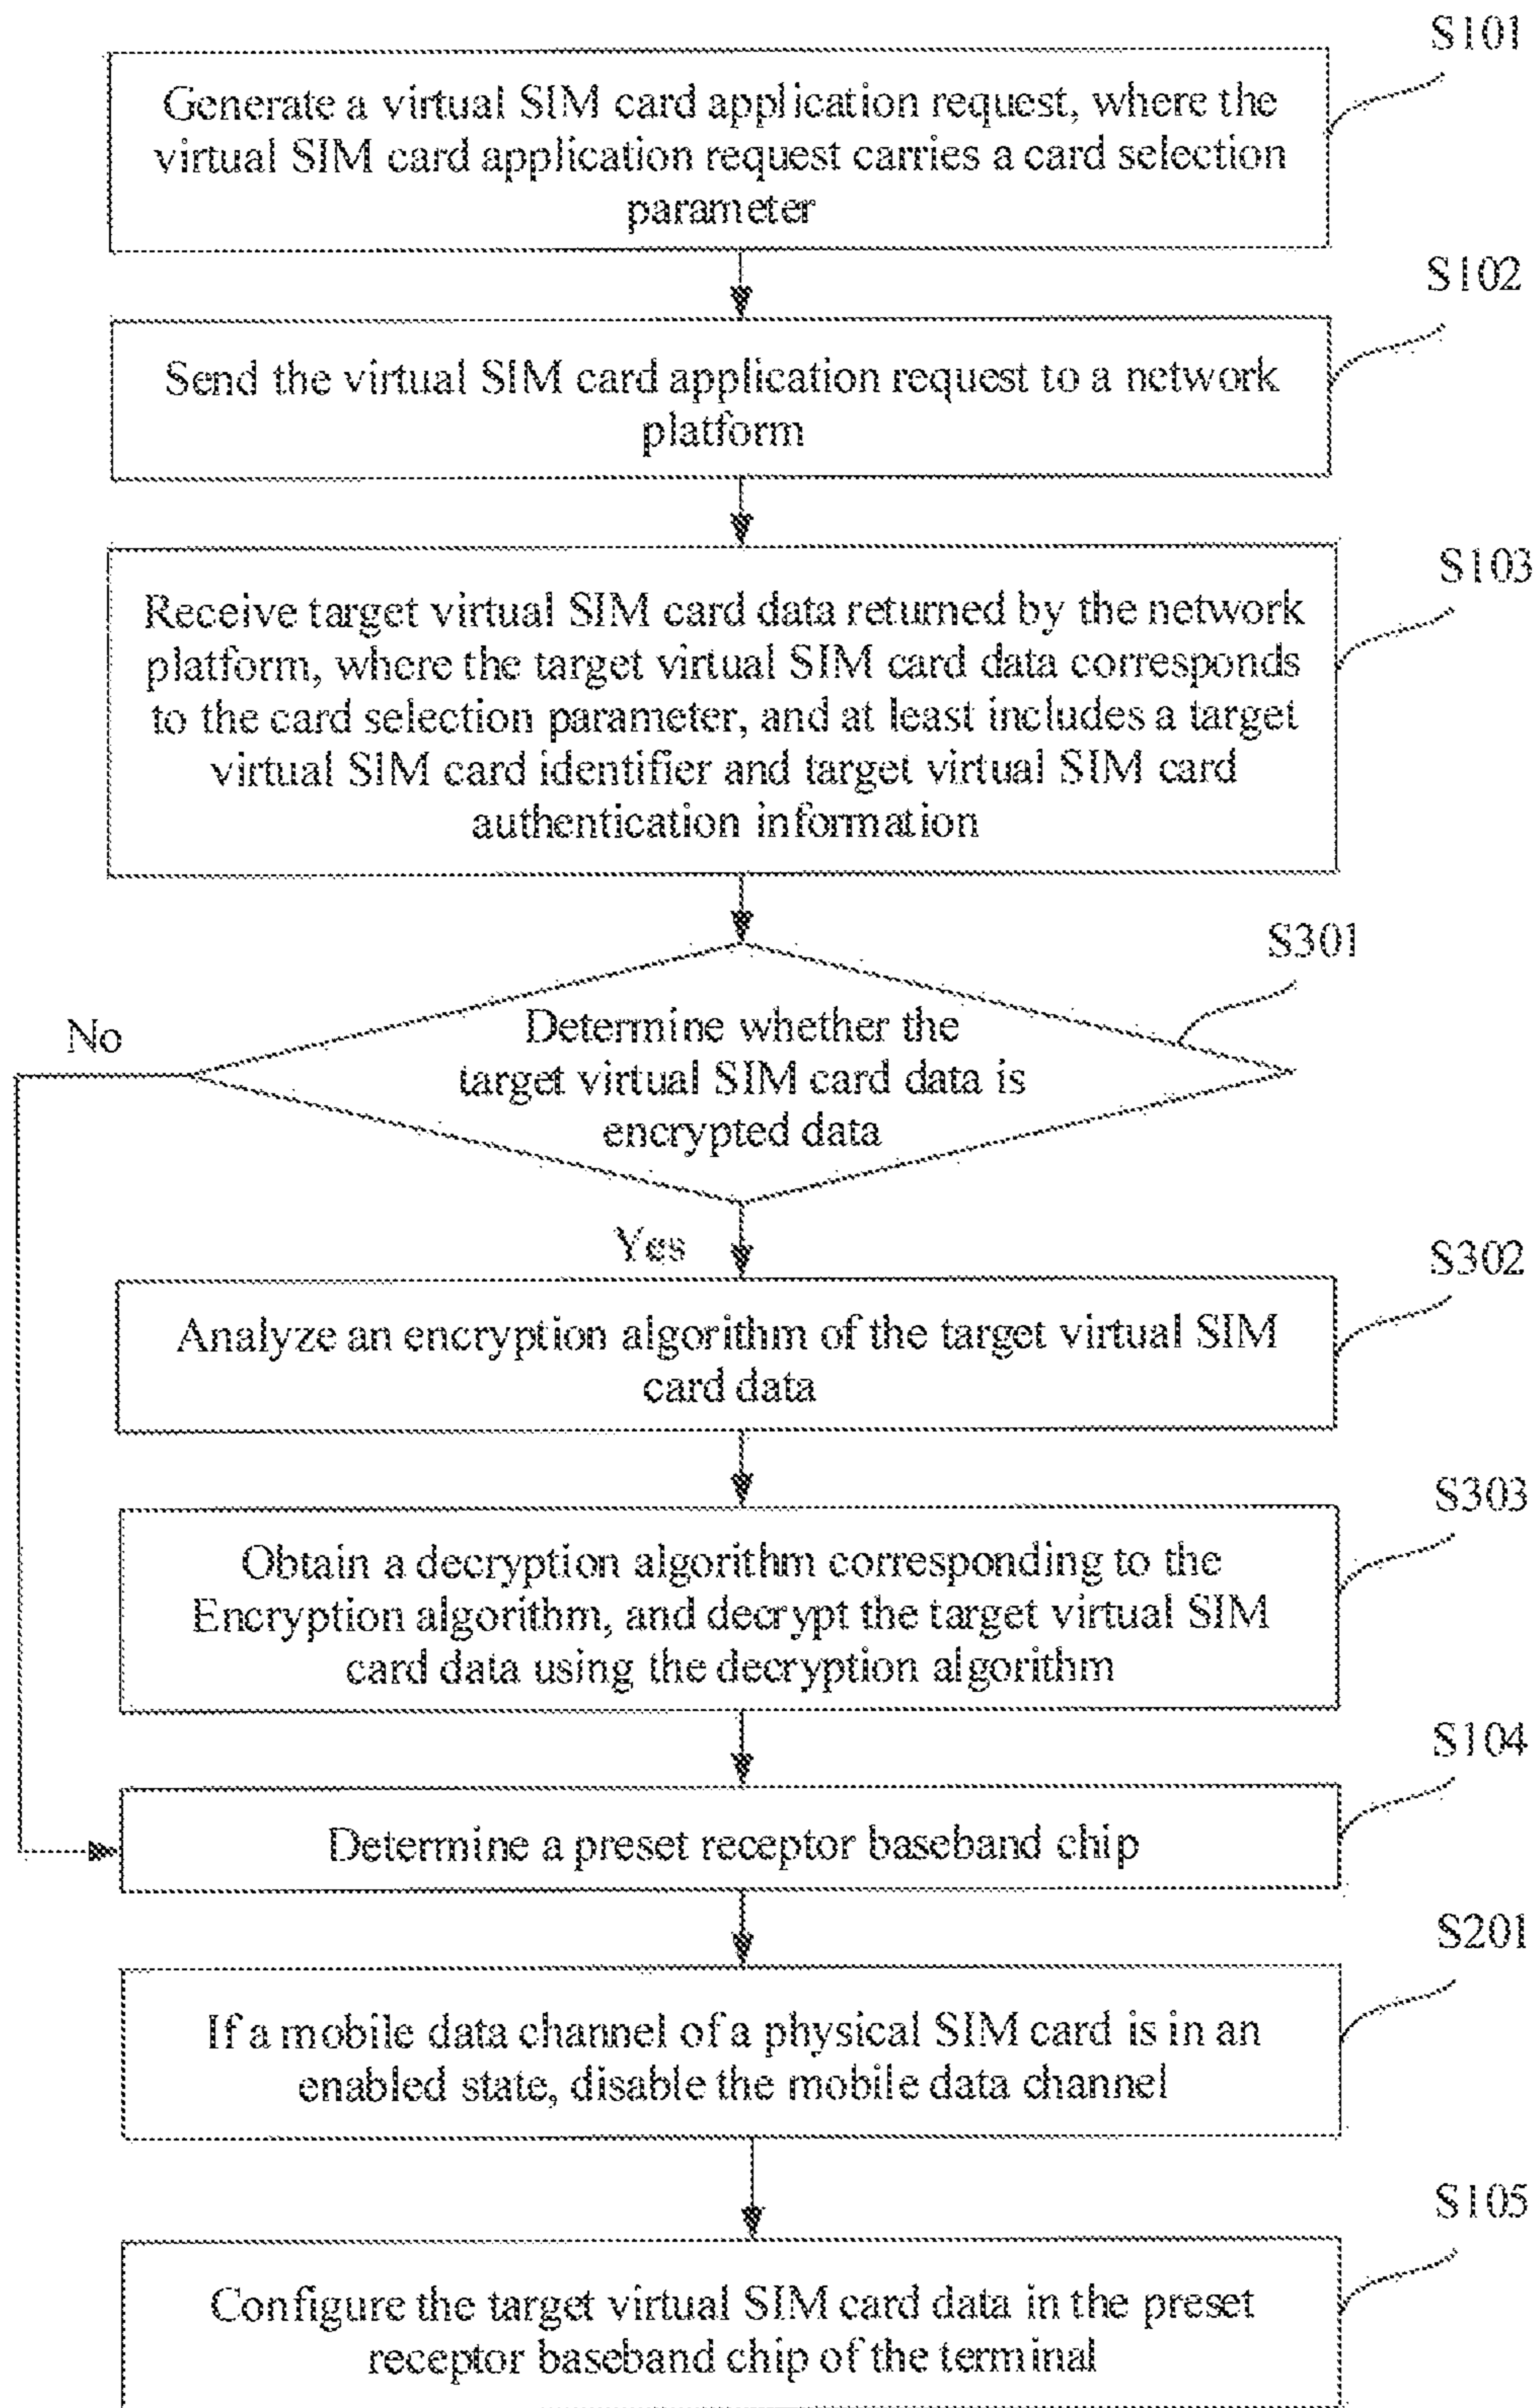 S101
Generate a virtual SIM card application request, where the
virtual SIM card application request carries a card selection
parameter
S102
Send the virtual SIM card application request to a network
platform
S103
Receive target virtual SIM card data returned by the network
platform, where the target virtual SIM card data corresponds
to the card selection parameter, and at least includes a target
virtual SIM card identifier and target virtual SIM card
authentication information
S301
No
Determine whether the
target virtual SIM card data is
encrypted data
Yes
S302
Analyze an encryption algorithm of the target virtual SIM
card data
S303
Obtain a decryption algorithm corresponding to the
Encryption algorithm, and decrypt the target virtual SIM
card data using the decryption algorithm
S104
Determine a preset receptor baseband chip
S201
If a mobile data channel of a physical SIM card is in an
enabled state, disable the mobile data channel
S105
Configure the target virtual SIM card data in the preset
receptor baseband chip of the terminal